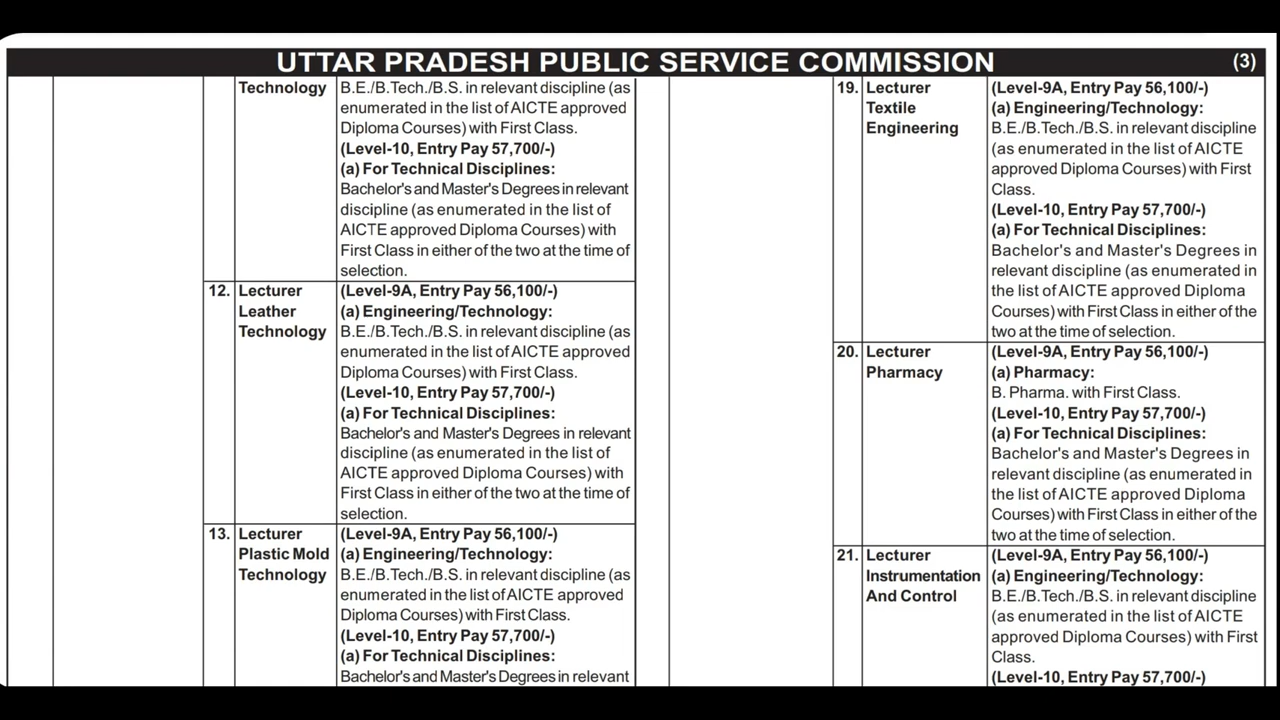 UTTAR PRADESH PUBLIC SERVICE COMMISSION (3)
Technology
B.E./B.Tech./B.S. in relevant discipline (as
enumerated in the list of AICTE approved
Diploma Courses) with First Class.
(Level-10, Entry Pay 57,700/-)
(a) For Technical Disciplines:
Bachelor's and Master's Degrees in relevant
discipline (as enumerated in the list of
AICTE approved Diploma Courses) with
First Class in either of the two at the time of
selection.
12. Lecturer
Leather
Technology
(Level-9A, Entry Pay 56,100/-)
(a) Engineering/Technology:
B.E./B.Tech./B.S. in relevant discipline (as
enumerated in the list of AICTE approved
Diploma Courses) with First Class.
(Level-10, Entry Pay 57,700/-)
(a) For Technical Disciplines:
Bachelor's and Master's Degrees in relevant
discipline (as enumerated in the list of
AICTE approved Diploma Courses) with
First Class in either of the two at the time of
selection.
13. Lecturer
Plastic Mold
Technology
(Level-9A, Entry Pay 56,100/-)
(a) Engineering/Technology:
B.E./B.Tech./B.S. in relevant discipline (as
enumerated in the list of AICTE approved
Diploma Courses) with First Class.
(Level-10, Entry Pay 57,700/-)
(a) For Technical Disciplines:
Bachelor's and Master's Degrees in relevant
19. Lecturer
Textile
Engineering
(Level-9A, Entry Pay 56,100/-)
(a) Engineering/Technology:
B.E./B.Tech./B.S. in relevant discipline
(as enumerated in the list of AICTE
approved Diploma Courses) with First
Class.
(Level-10, Entry Pay 57,700/-)
(a) For Technical Disciplines:
Bachelor's and Master's Degrees in
relevant discipline (as enumerated in
the list of AICTE approved Diploma
Courses) with First Class in either of the
two at the time of selection.
20. Lecturer
Pharmacy
(Level-9A, Entry Pay 56,100/-)
(a) Pharmacy:
B. Pharma. with First Class.
(Level-10, Entry Pay 57,700/-)
(a) For Technical Disciplines:
Bachelor's and Master's Degrees in
relevant discipline (as enumerated in
the list of AICTE approved Diploma
Courses) with First Class in either of the
two at the time of selection.
21. Lecturer
Instrumentation
And Control
(Level-9A, Entry Pay 56,100/-)
(a) Engineering/Technology:
B.E./B.Tech./B.S. in relevant discipline
(as enumerated in the list of AICTE
approved Diploma Courses) with First
Class.
(Level-10, Entry Pay 57,700/-)